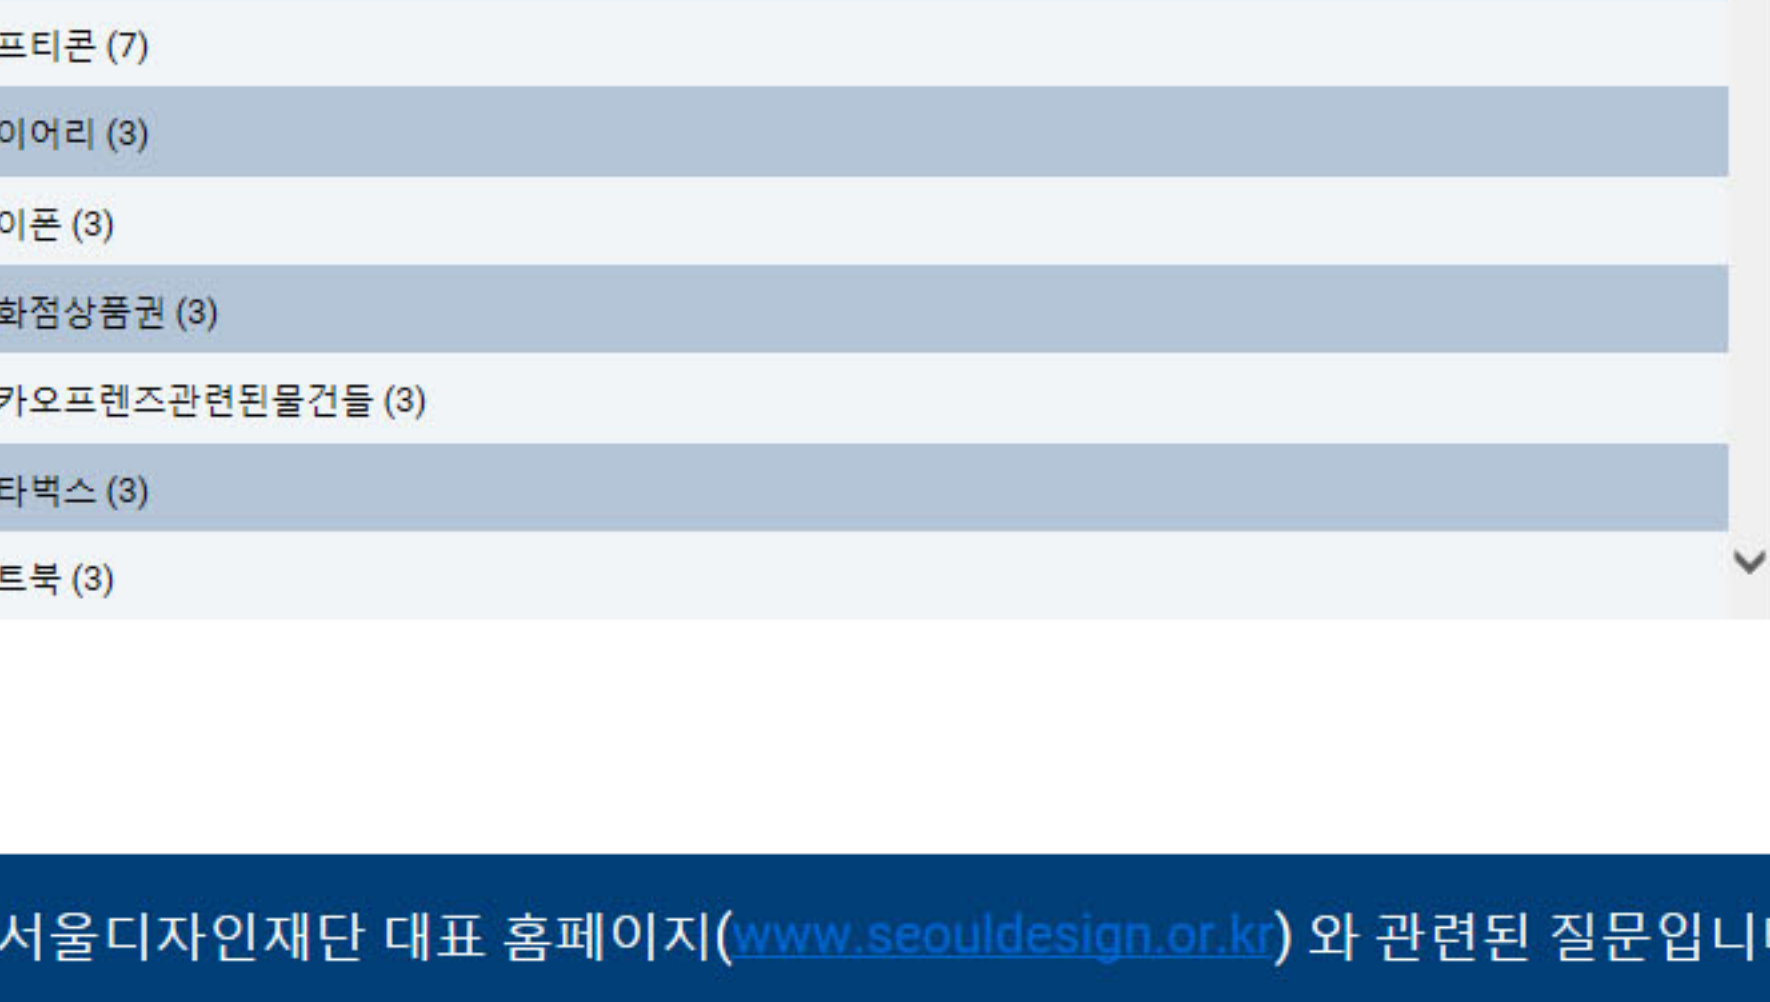 프티콘 (7)
이어리 (3)
이폰 (3)
화점상품권 (3)
카오프렌즈관련된물건들 (3)
타벅스 (3)
트북 (3)
서울디자인재단 대표 홈페이지(www.seouldesign.or.kr) 와 관련된 질문입니